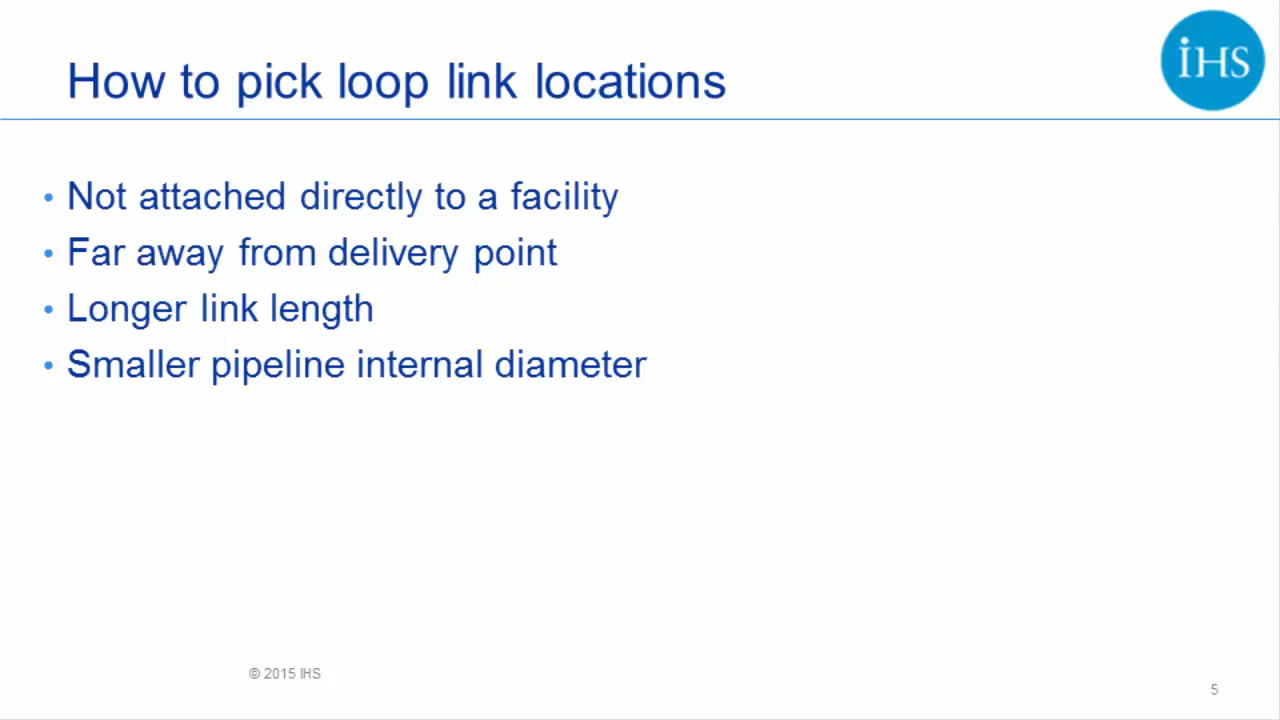 How to pick loop link locations
iHS
• Not attached directly to a facility
• Far away from delivery point
• Longer link length
• Smaller pipeline internal diameter
© 2015 IHS
5